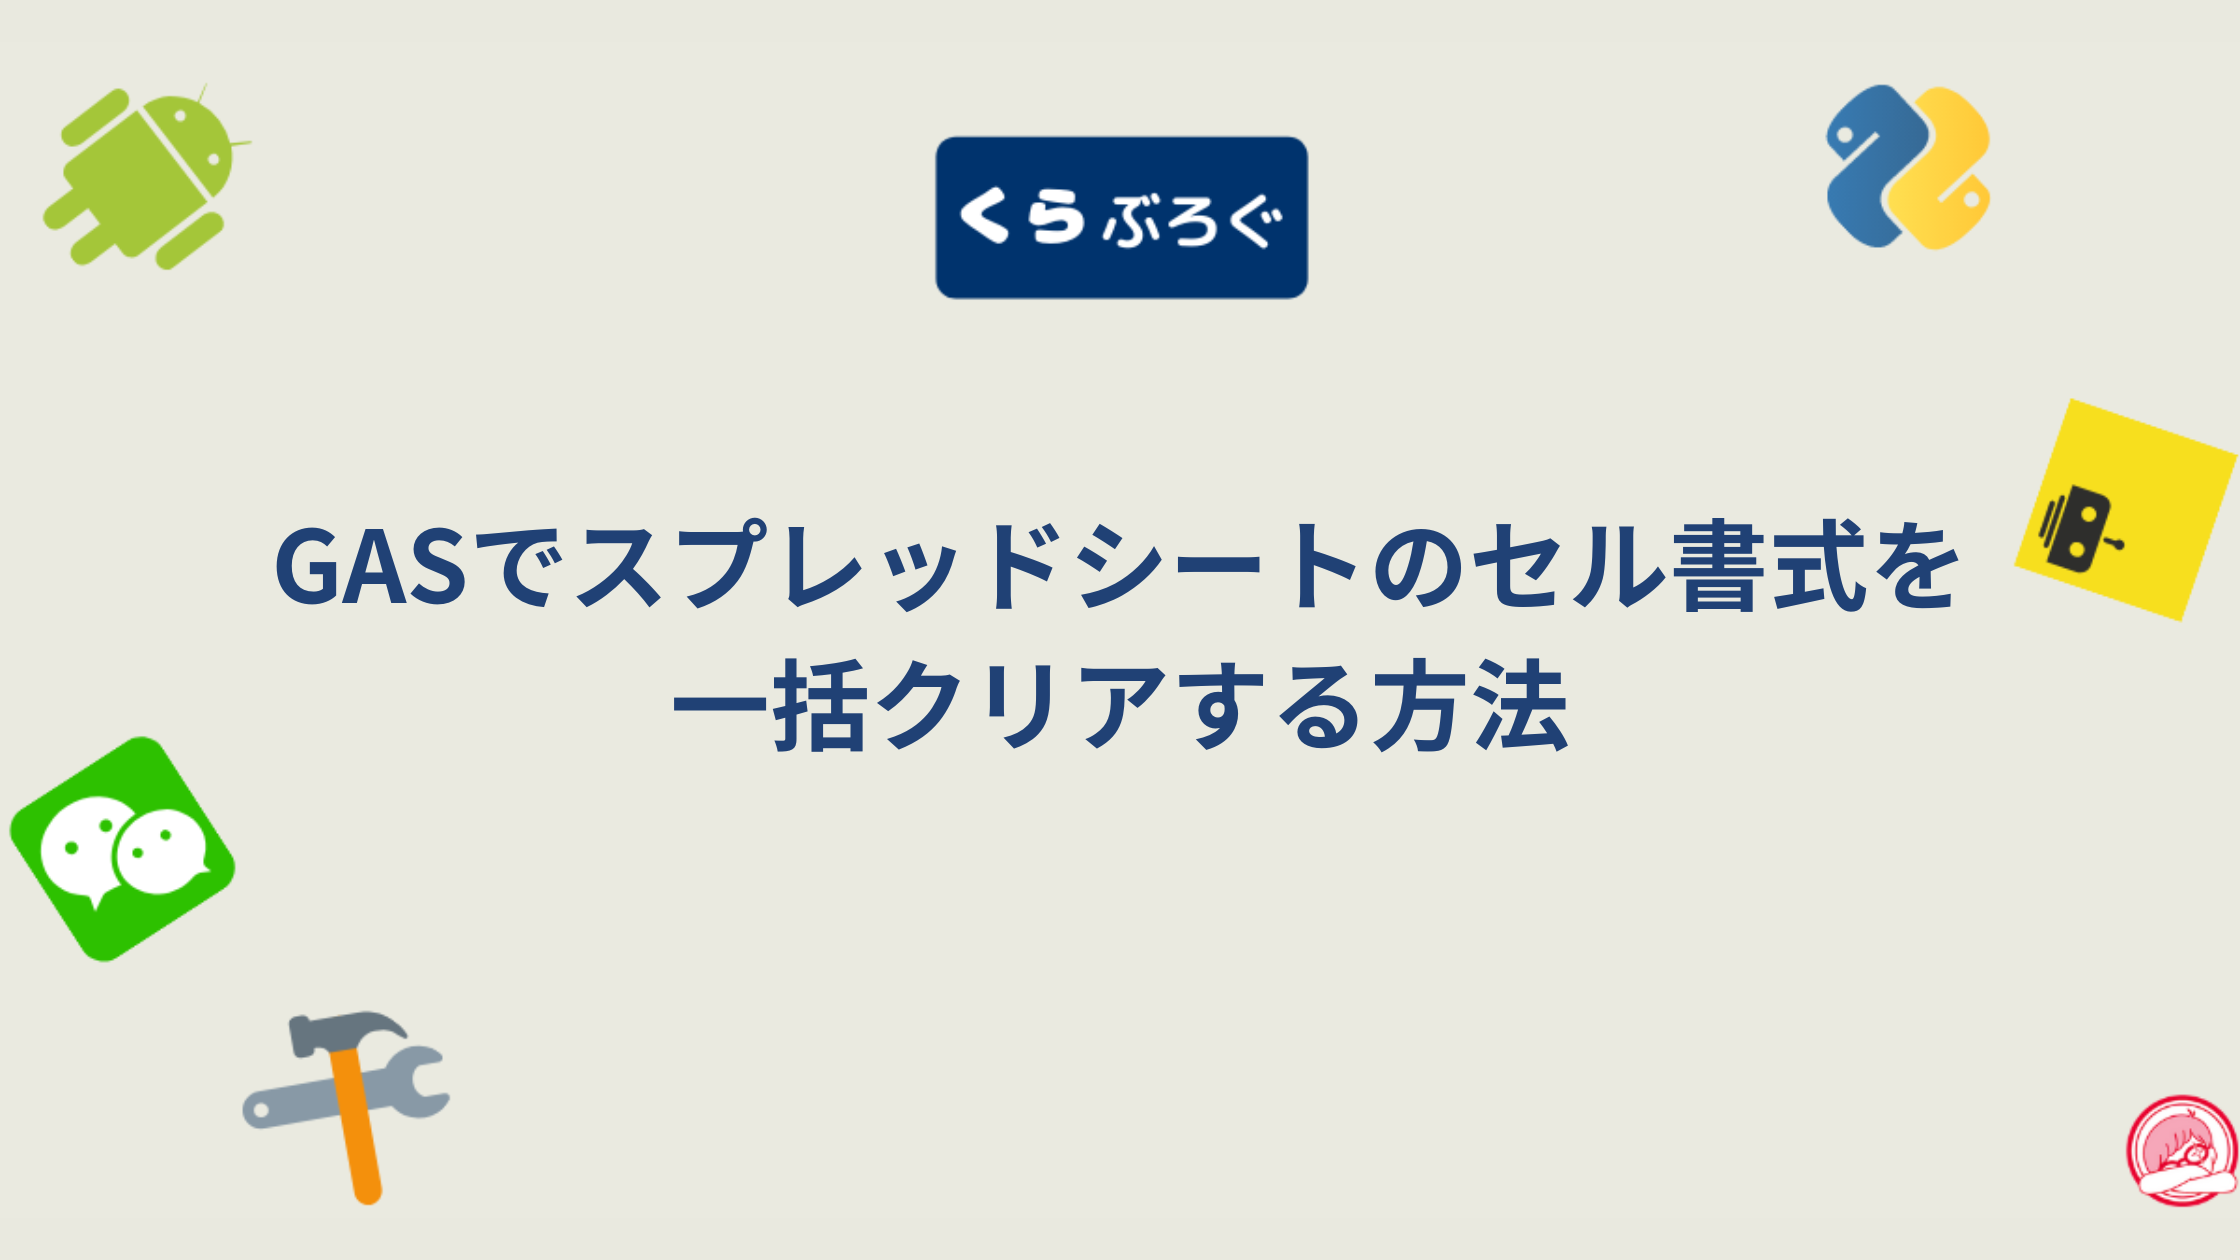 くらぶろぐ
GASでスプレッドシートのセル書式を
一括クリアする方法